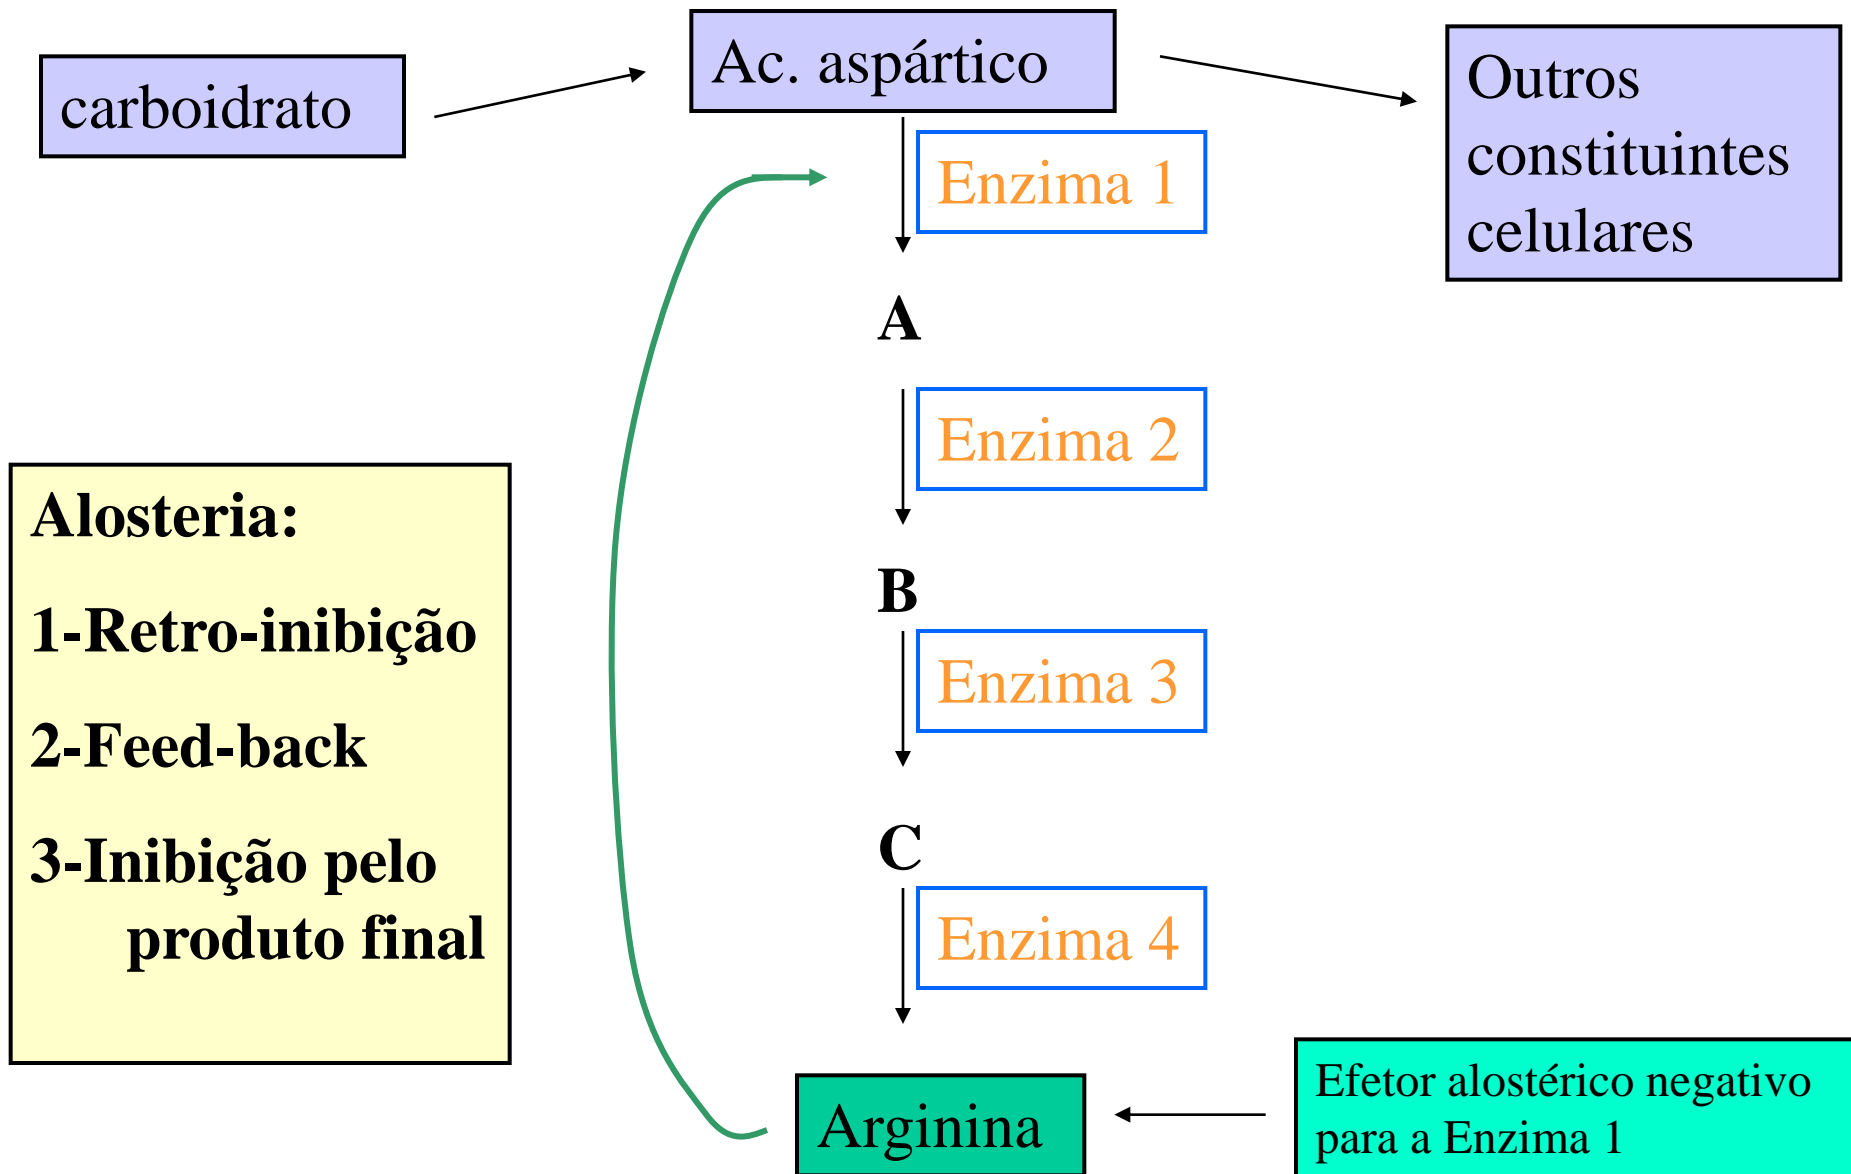 carboidrato
Ac. aspártico
Outros
constituintes
celulares
Enzima 1
A
Enzima 2
B
Enzima 3
C
Enzima 4
Arginina
Efetor alostérico negativo
para a Enzima 1
Alosteria:
1-Retro-inibição
2-Feed-back
3-Inibição pelo
produto final